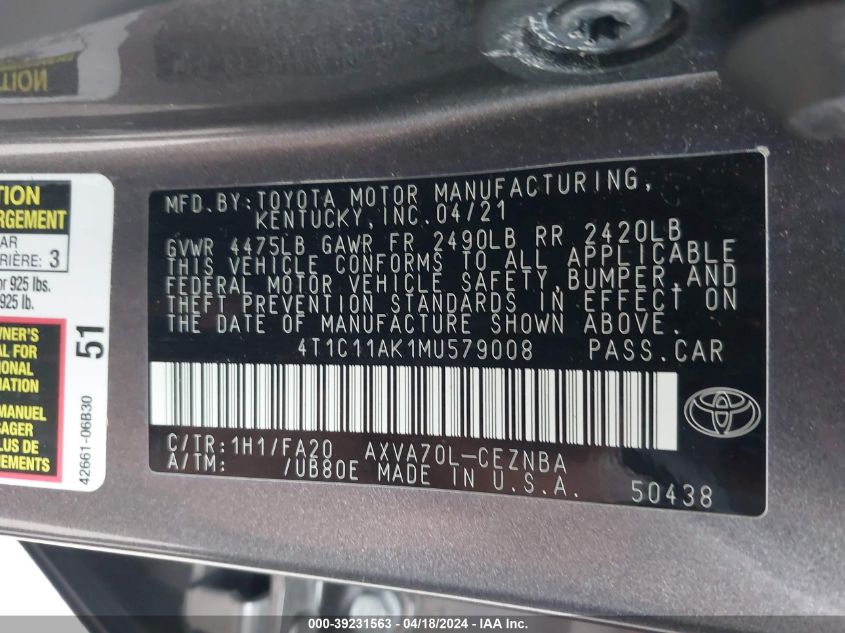 TION
TION
RGEMENT
AR
RIÈRE: 3
or 925 lbs.
925 lb.
WNER'S
AL FOR
TIONAL
MATION
MANUEL
SAGER
LUS DE
NEMENTS
51
42661-06B30
MFD.BY:TOYOTA MOTOR MANUFACTURING,
KENTUCKY,INC.04/21
GVWR 4475LB GAWR FR 2490LB RR 2420LB
THIS VEHICLE CONFORMS TO ALL APPLICABLE
FEDERAL MOTOR VEHICLE SAFETY,BUMPER,AND
THEFT PREVENTION STANDARDS IN EFFECT ON
THE DATE OF MANUFACTURE SHOWN ABOVE.
4T1C11AK1MU579008 PASS.CAR
C/TR:1H1/FA20 AXVA70L-CEZNBA
A/TM: /UB80E MADE IN U.S.A.
50438
000-39231563 / 04/18/2024 - IAA Inc.